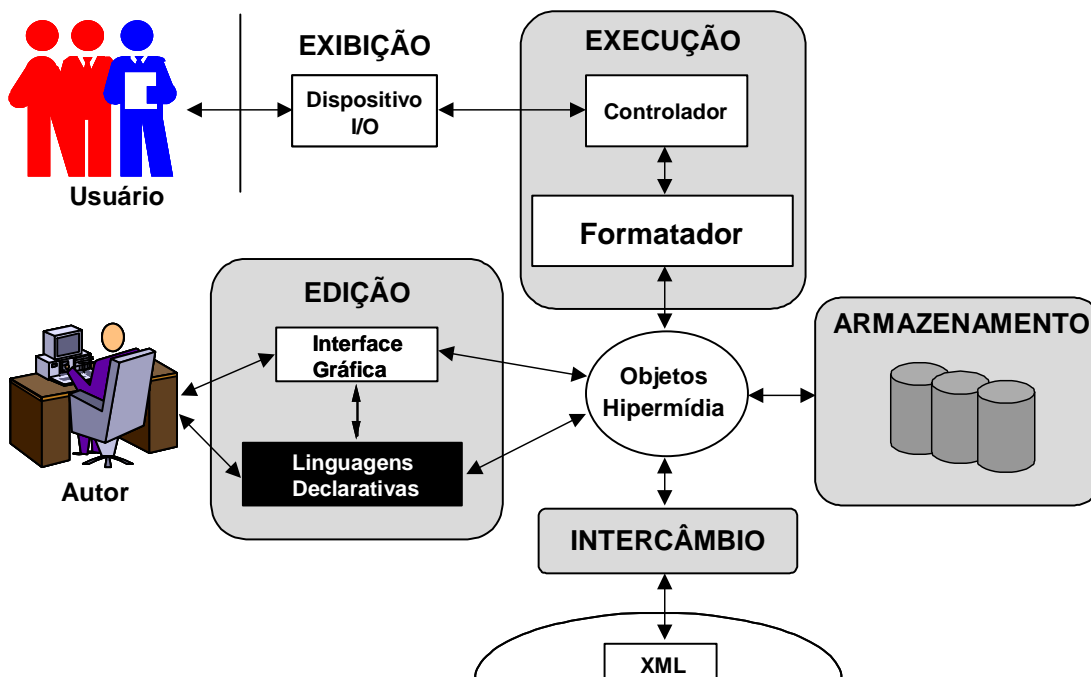 EXIBIÇÃO
EXECUÇÃO
Dispositivo
I/O
Controlador
Usuário
Formatador
EDIÇÃO
ARMAZENAMENTO
Interface
Gráfica
Objetos
Hipermídia
Linguagens
Declarativas
Autor
INTERCÂMBIO
XML